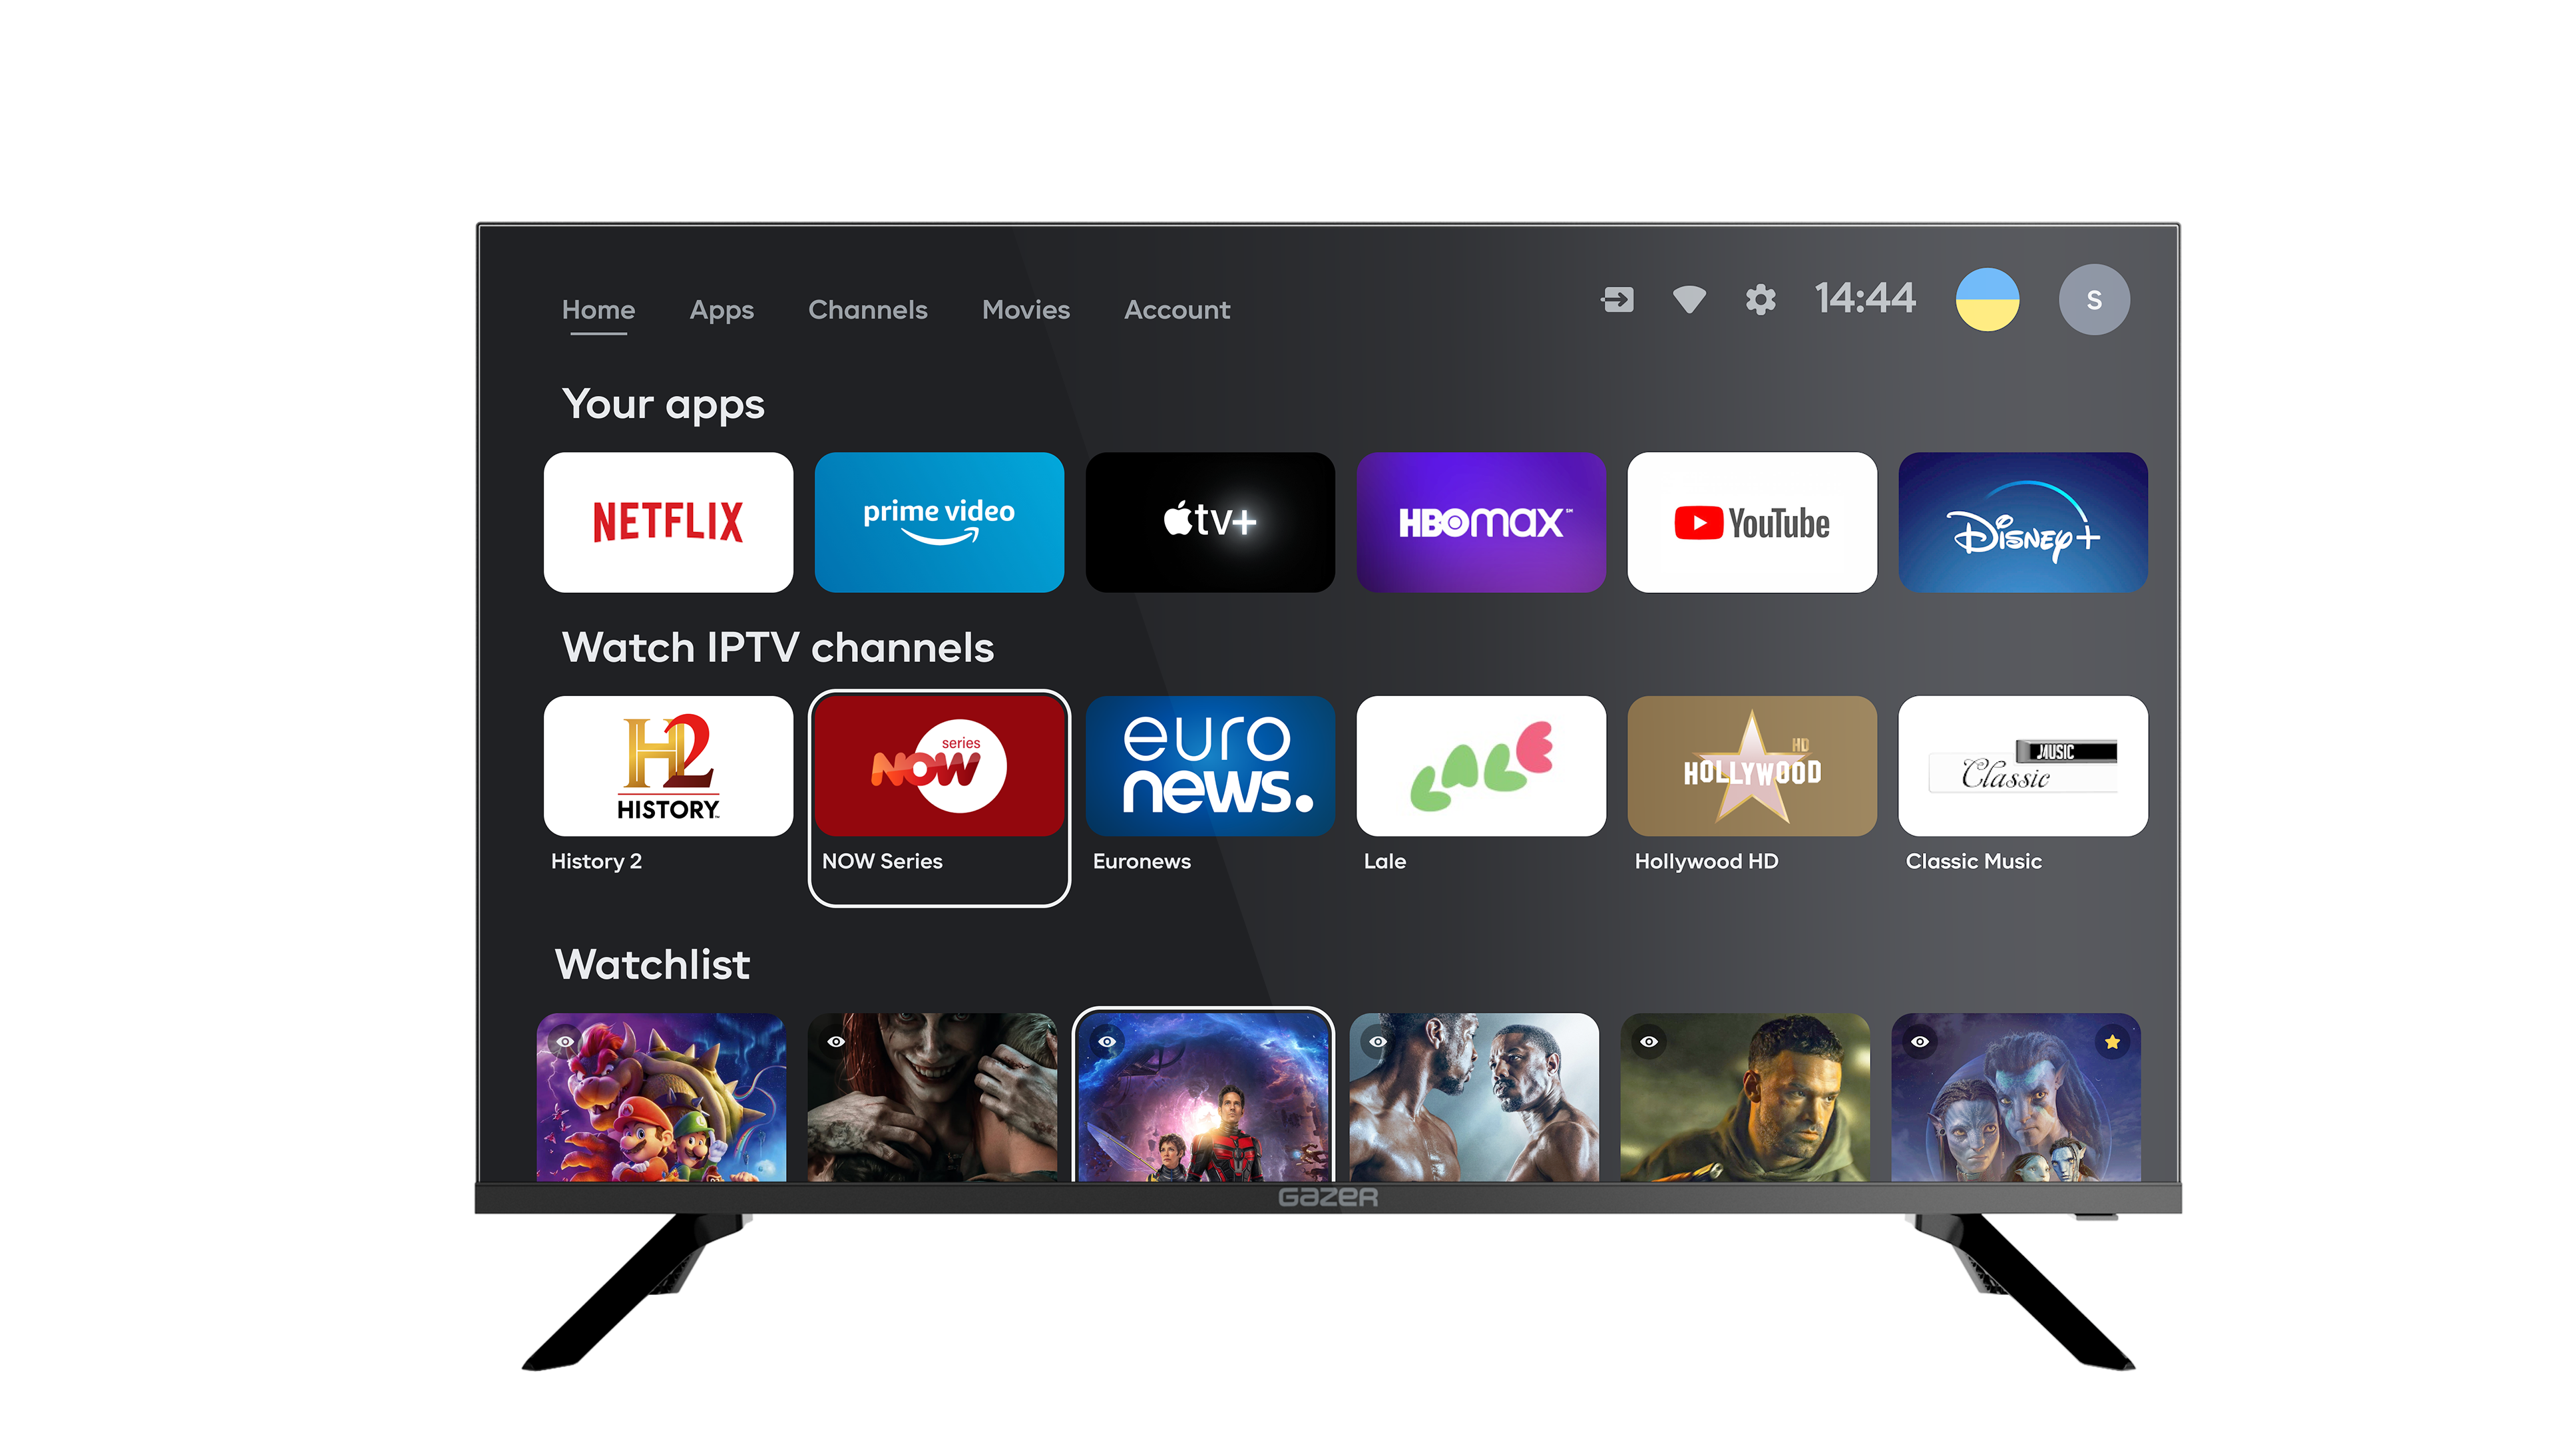 Home Apps Channels Movies Account 14:44 S
Your apps
NETFLIX prime video tv+ HBOMAX SM YouTube Disney+
Watch IPTV channels
H2 HISTORY series NOW euro news. LALE HD HOLLYWOOD MUSIC Classic
History 2 NOW Series Euronews Lale Hollywood HD Classic Music
Watchlist
GAZER